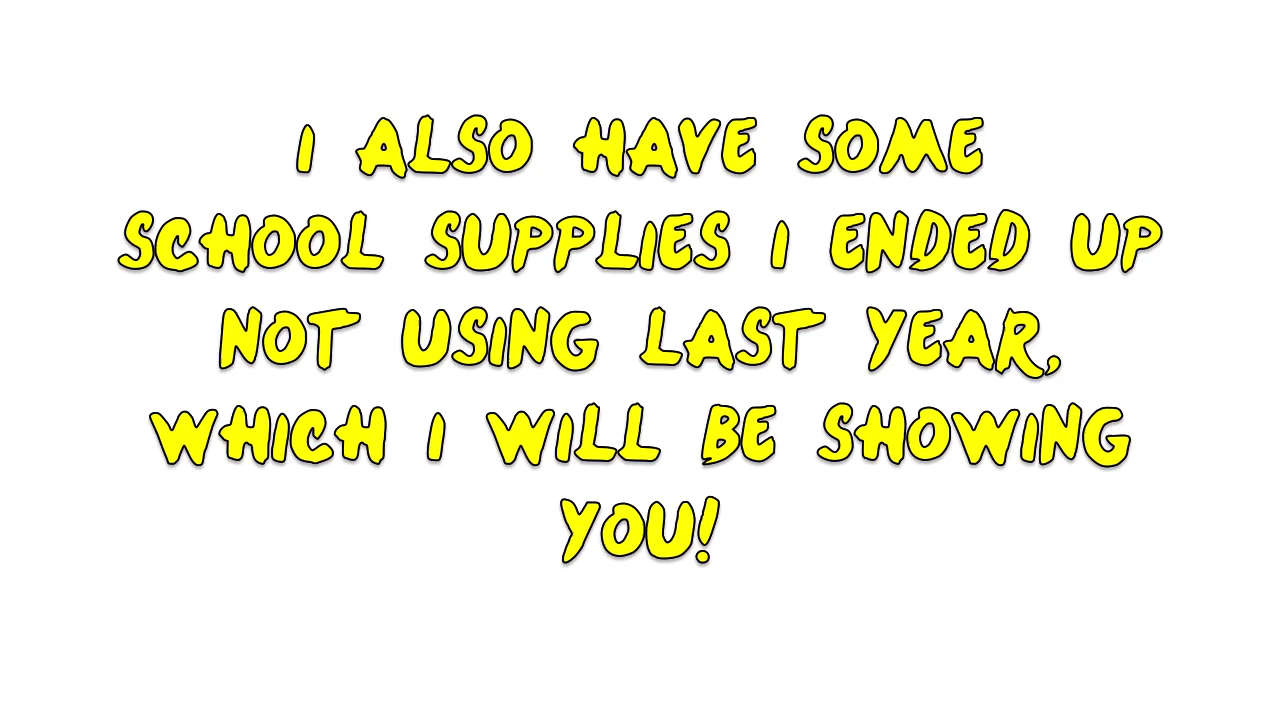 I ALSO HAVE SOME
SCHOOL SUPPLIES I ENDED UP
NOT USING LAST YEAR,
WHICH I WILL BE SHOWING
YOU!